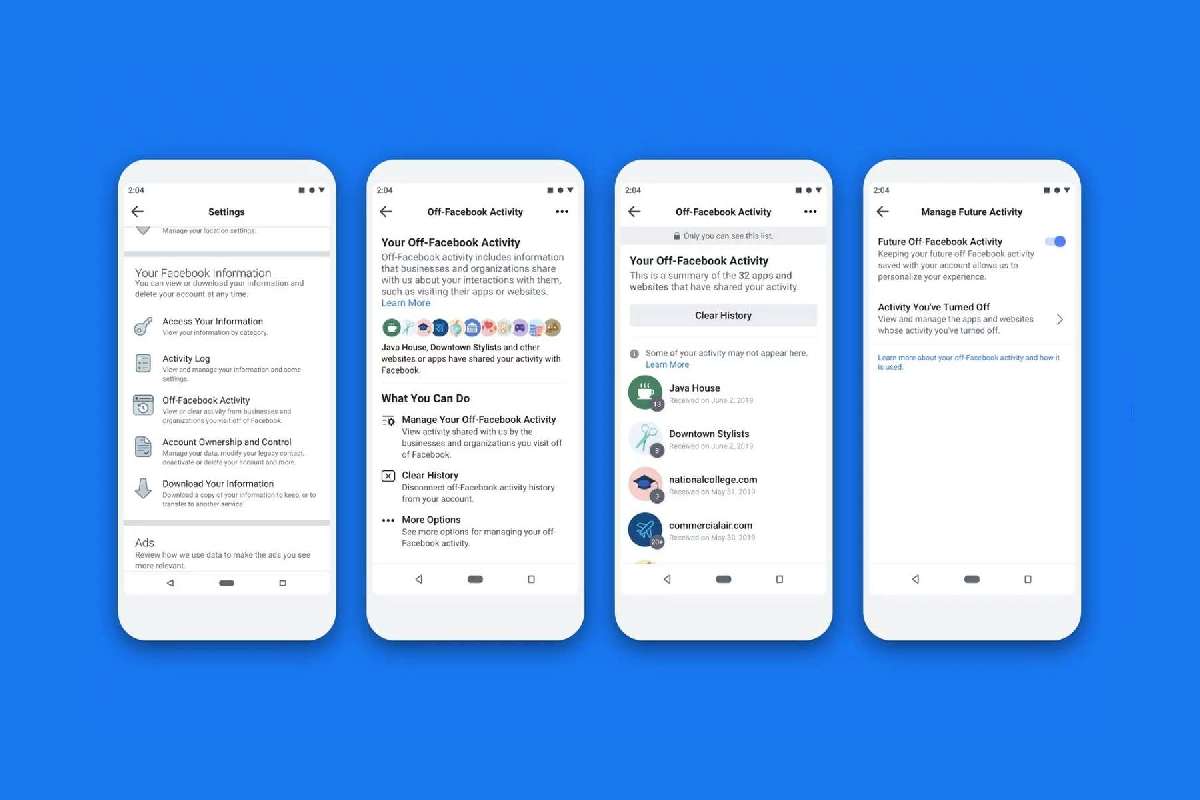 2:04
Settings
Manage your location settings.
Your Facebook Information
You can view or download your information and
delete your account at any time.
Access Your Information
View your information by category.
Activity Log
View and manage your information and some
settings.
Off-Facebook Activity
View or clear activity from businesses and
organizations you visit off of Facebook.
Account Ownership and Control
Manage your data, modify your legacy contact,
deactivate or delete your account and more.
Download Your Information
Download a copy of your information to keep, or to
transfer to another service.
Ads
Review how we use data to make the ads you see
more relevant.
2:04
Off-Facebook Activity
Your Off-Facebook Activity
Off-Facebook activity includes information
that businesses and organizations share
with us about your interactions with them,
such as visiting their apps or websites.
Learn More
Java House, Downtown Stylists and other
websites or apps have shared your activity with
Facebook.
What You Can Do
Manage Your Off-Facebook Activity
View activity shared with us by the
businesses and organizations you visit off
of Facebook.
Clear History
Disconnect off-Facebook activity history
from your account.
More Options
See more options for managing your off-
Facebook activity.
2:04
Off-Facebook Activity
Only you can see this list.
Your Off-Facebook Activity
This is a summary of the 32 apps and
websites that have shared your activity.
Clear History
Some of your activity may not appear here.
Learn More
Java House
13
Received on June 2, 2019
Downtown Stylists
8
Received on June 2, 2019
nationalcollege.com
3
Received on May 31, 2019
commercialair.com
20+
Received on May 30, 2019
2:04
Manage Future Activity
Future Off-Facebook Activity
Keeping your future off Facebook activity
saved with your account allows us to
personalize your experience.
Activity You've Turned Off
View and manage the apps and websites
whose activity you've turned off.
Learn more about your off-Facebook activity and how it
is used.